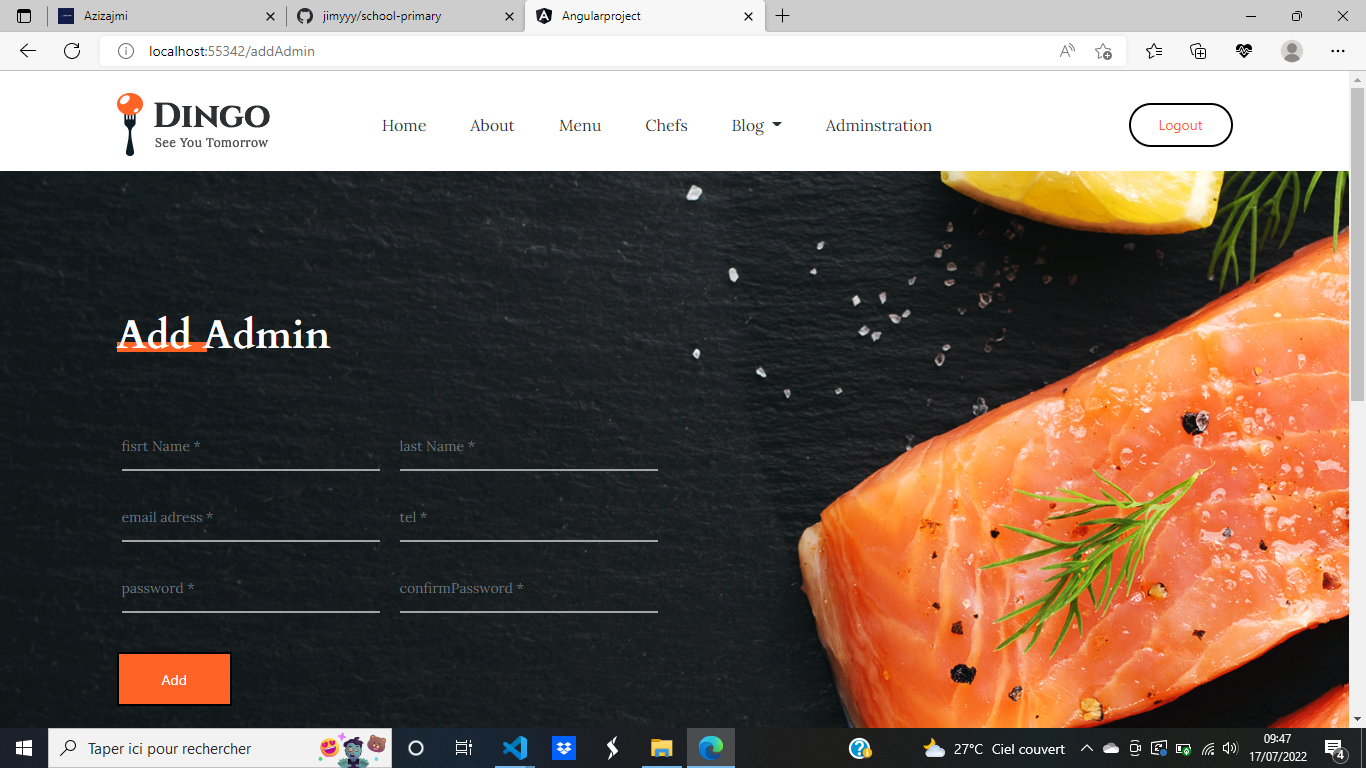 Azizajmi
jimyyy/school-primary
Angularproject
localhost:55342/addAdmin
DINGO
See You Tomorrow
Home
About
Menu
Chefs
Blog
Adminstration
Logout
Add Admin
fisrt Name *
last Name *
email adress *
tel *
password *
confirmPassword *
Add
Taper ici pour rechercher
27°C Ciel couvert
09:47
17/07/2022
4